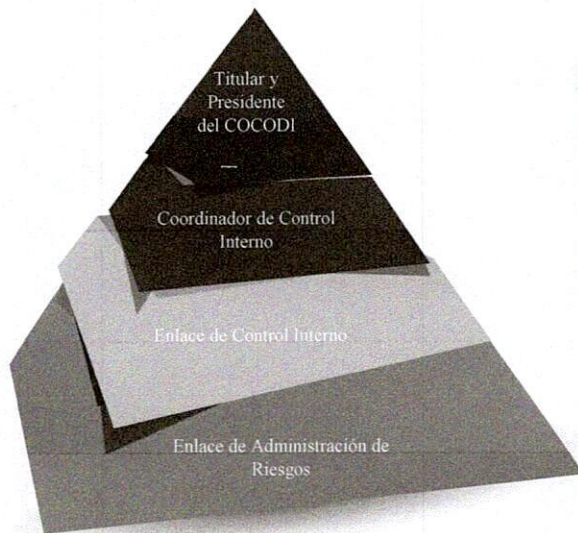 Titular y
Presidente
del COCODI
Coordinador de Control
Interno
Enlace de Control Interno
Enlace de Administración de
Riesgos